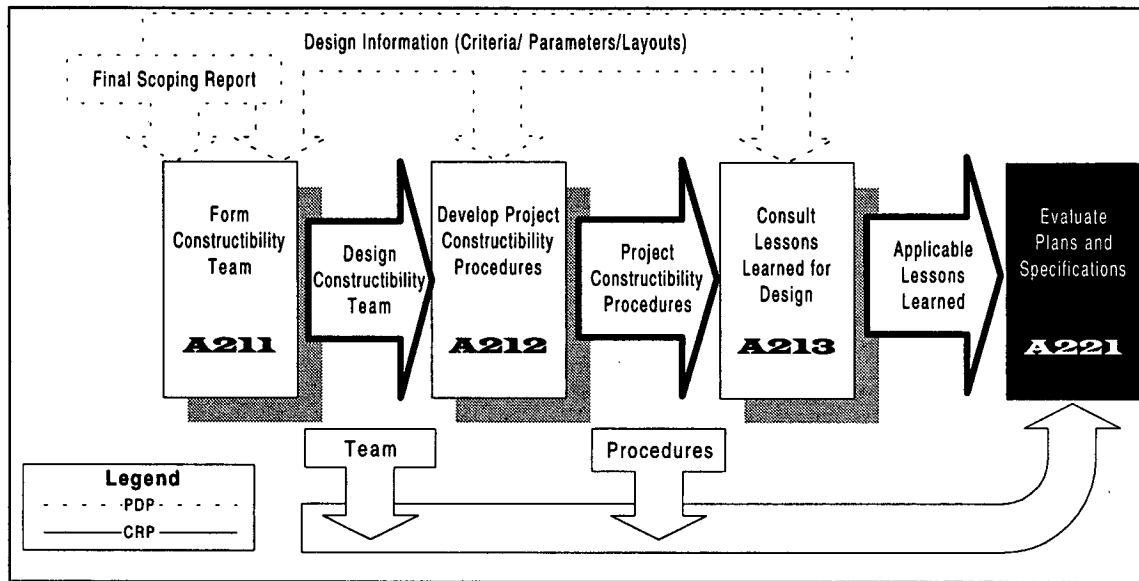 Design Information (Criteria/ Parameters/Layouts)
Final Scoping Report
Form
Constructibility
Team
A211
Design
Constructibility
Team
Develop Project
Constructibility
Procedures
A212
Project
Constructibility
Procedures
Consult
Lessons
Learned for
Design
A213
Applicable
Lessons
Learned
Evaluate
Plans and
Specifications
A221
Team
Procedures
Legend
PDP
CRP